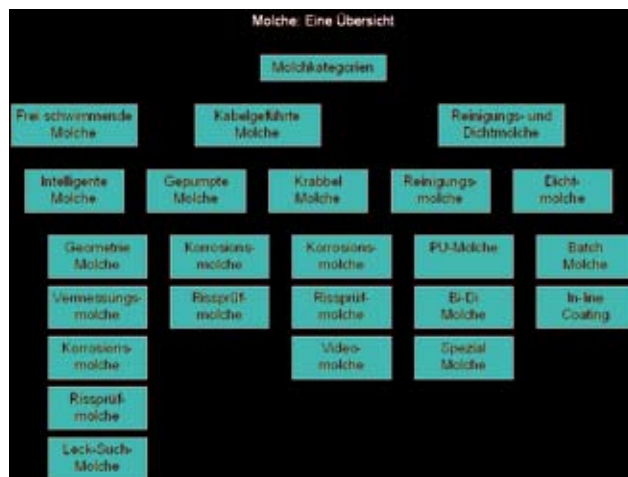 Molche: Eine Übersicht
Molchkategorien
Frei schwimmende
Molche
Kabelgeführte
Molche
Reinigungs- und
Dichtmolche
Intelligente
Molche
Gepumpte
Molche
Krabbel
Molche
Reinigungs-
molche
Dicht-
molche
Geometrie
Molche
Korrosions-
molche
Korrosions-
molche
PU-Molche
Batch
Molche
Vermessungs-
molche
Rissprüf-
molche
Rissprüf-
molche
Bi-Di
Molche
In-line
Coating
Korrosions-
molche
Video-
molche
Spezial
Molche
Rissprüf-
molche
Leck-Such-
Molche